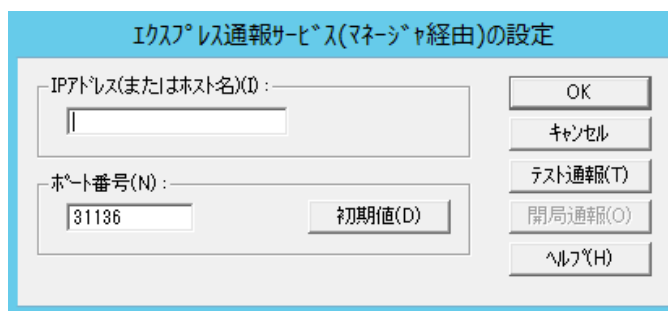 ｴｸｽﾌﾟﾚｽ通報ｻｰﾋﾞｽ(ﾏﾈｰｼﾞｬ経由)の設定
IPｱﾄﾞﾚｽ(またはﾎｽﾄ名)(I) :
OK
ｷｬﾝｾﾙ
ﾎﾟｰﾄ番号(N) :
ﾃｽﾄ通報(T)
31136
初期値(D)
開局通報(O)
ﾍﾙﾌﾟ(H)